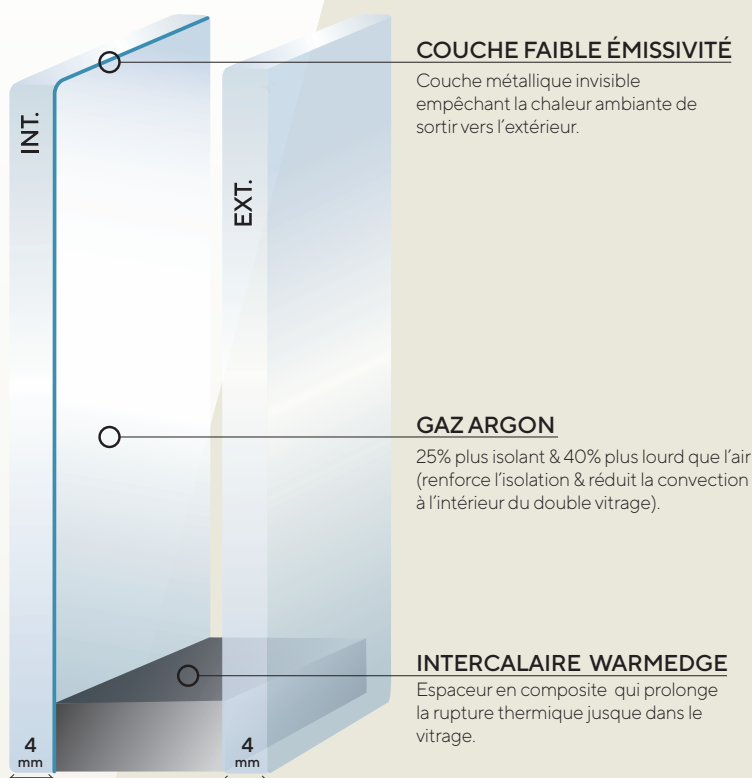 COUCHE FAIBLE ÉMISSIVITÉ
Couche métallique invisible
empêchant la chaleur ambiante de
sortir vers l'extérieur.
INT.
EXT.
GAZ ARGON
25% plus isolant & 40% plus lourd que l'air
(renforce l'isolation & réduit la convection
à l'intérieur du double vitrage).
INTERCALAIRE WARMEDGE
Espaceur en composite qui prolonge
la rupture thermique jusque dans le
vitrage.
4
mm
4
mm